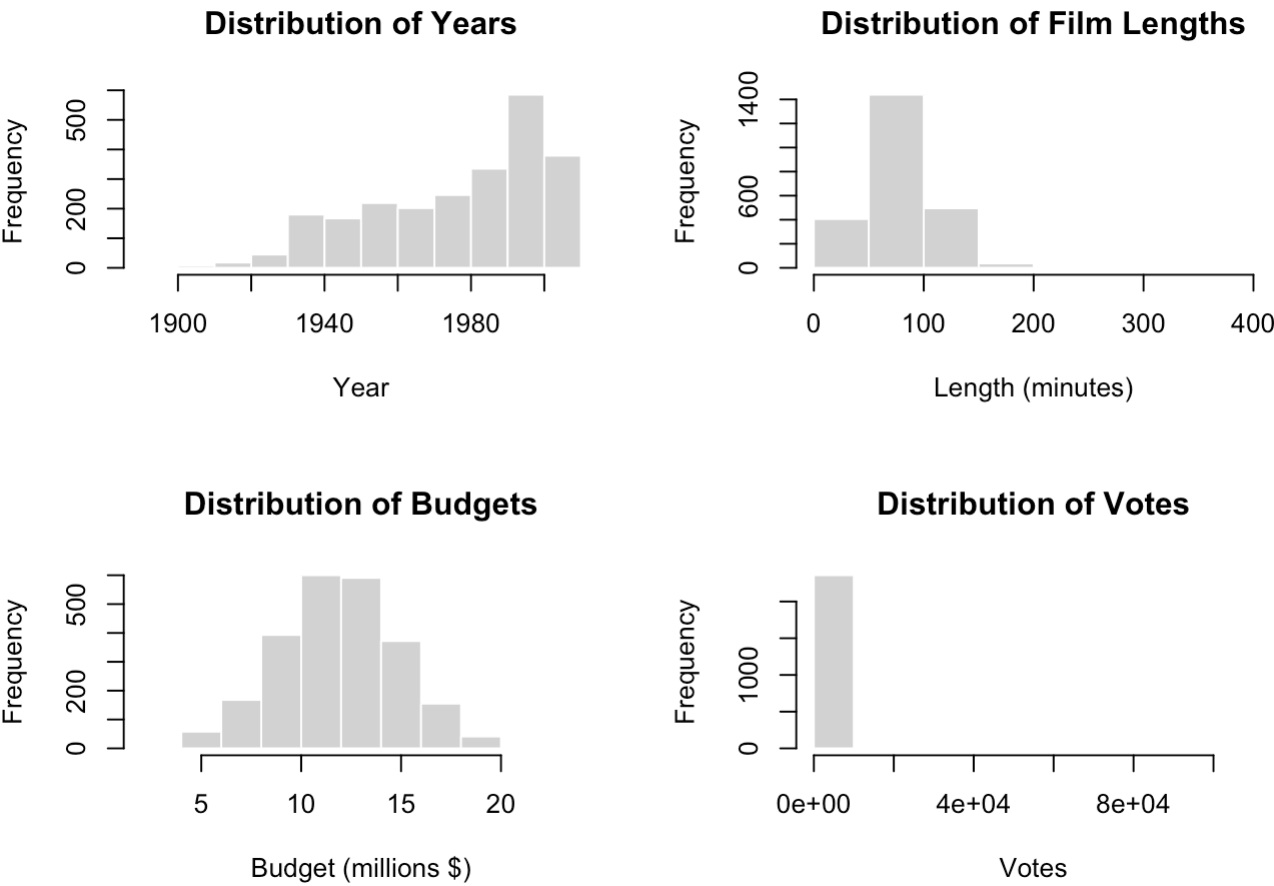 Distribution of Years
Frequency
0
200
500
1900
1940
1980
Year
Distribution of Film Lengths
Frequency
0
600
1400
0
100
200
300
400
Length (minutes)
Distribution of Budgets
Frequency
0
200
500
5
10
15
20
Budget (millions $)
Distribution of Votes
Frequency
0
1000
0e+00
4e+04
8e+04
Votes